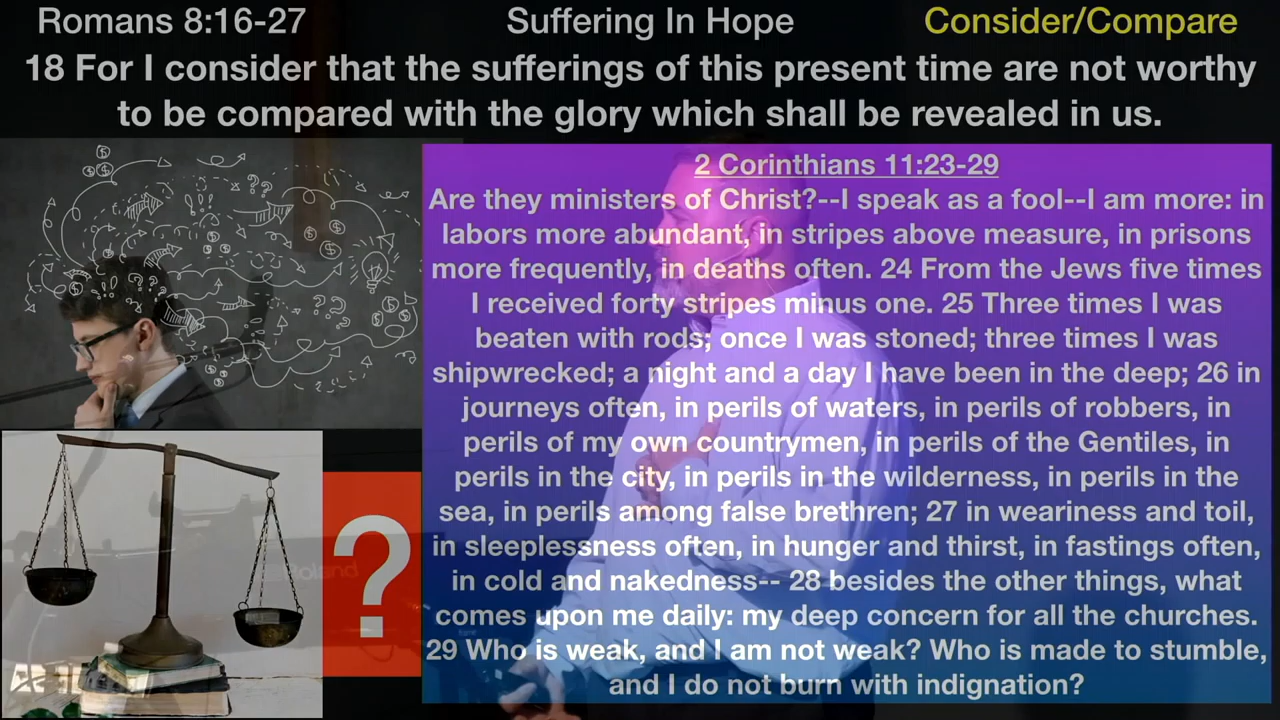 Romans 8:16-27
Suffering In Hope
Consider/Compare
18 For I consider that the sufferings of this present time are not worthy
to be compared with the glory which shall be revealed in us.
2 Corinthians 11:23-29
Are they ministers of Christ?--I speak as a fool--I am more: in
labors more abundant, in stripes above measure, in prisons
more frequently, in deaths often. 24 From the Jews five times
I received forty stripes minus one. 25 Three times I was
beaten with rods; once I was stoned; three times I was
shipwrecked; a night and a day I have been in the deep; 26 in
journeys often, in perils of waters, in perils of robbers, in
perils of my own countrymen, in perils of the Gentiles, in
perils in the city, in perils in the wilderness, in perils in the
sea, in perils among false brethren; 27 in weariness and toil,
in sleeplessness often, in hunger and thirst, in fastings often,
in cold and nakedness-- 28 besides the other things, what
comes upon me daily: my deep concern for all the churches.
29 Who is weak, and I am not weak? Who is made to stumble,
and I do not burn with indignation?
?
Roland